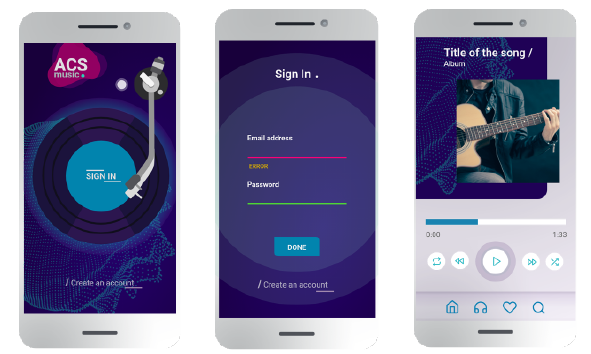 ACS
music.
SIGN IN
/ Create an account
Sign In .
Email address
ERROR
Password
DONE
/ Create an account
Title of the song /
Album
0:00
1:33